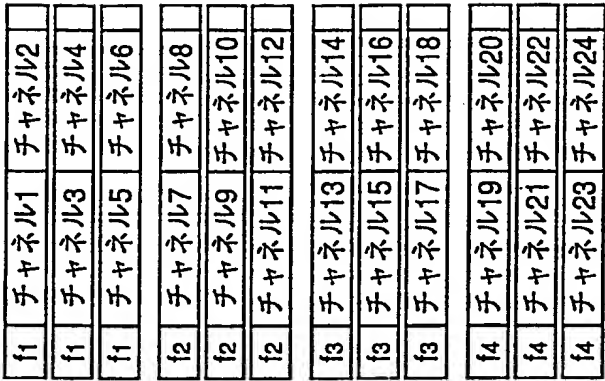 f1 チャネル1 チャネル2
f1 チャネル3 チャネル4
f1 チャネル5 チャネル6
f2 チャネル7 チャネル8
f2 チャネル9 チャネル10
f2 チャネル11 チャネル12
f3 チャネル13 チャネル14
f3 チャネル15 チャネル16
f3 チャネル17 チャネル18
f4 チャネル19 チャネル20
f4 チャネル21 チャネル22
f4 チャネル23 チャネル24